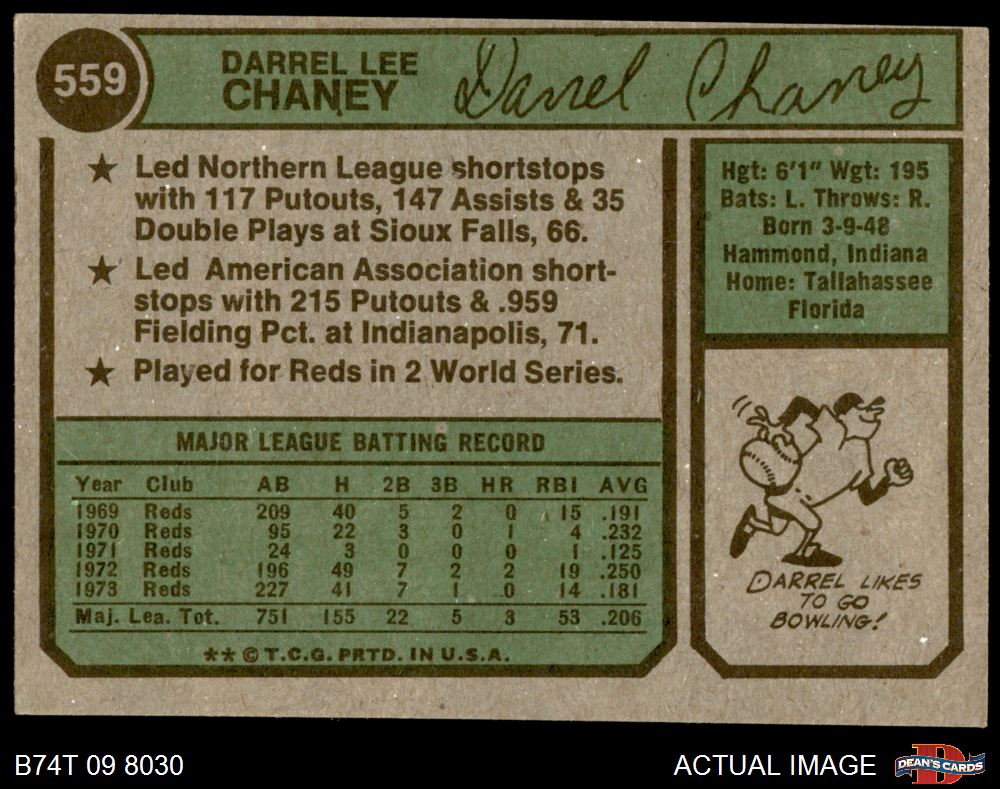 559
DARREL LEE
CHANEY
Darrel Chaney
★ Led Northern League shortstops
with 117 Putouts, 147 Assists & 35
Double Plays at Sioux Falls, 66.
★ Led American Association short-
stops with 215 Putouts & .959
Fielding Pct. at Indianapolis, 71.
★ Played for Reds in 2 World Series.
Hgt: 6'1" Wgt: 195
Bats: L. Throws: R.
Born 3-9-48
Hammond, Indiana
Home: Tallahassee
Florida
MAJOR LEAGUE BATTING RECORD
Year Club AB H 2B 3B HR RBI AVG
1969 Reds 209 40 5 2 0 15 .191
1970 Reds 95 22 3 0 1 4 .232
1971 Reds 24 3 0 0 0 1 .125
1972 Reds 196 49 7 2 2 19 .250
1973 Reds 227 41 7 1 0 14 .181
Maj. Lea. Tot. 751 155 22 5 3 53 .206
** © T.C.G. PRTD. IN U.S.A.
DARREL LIKES
TO GO
BOWLING!
B74T 09 8030
ACTUAL IMAGE
DEAN'S CARDS